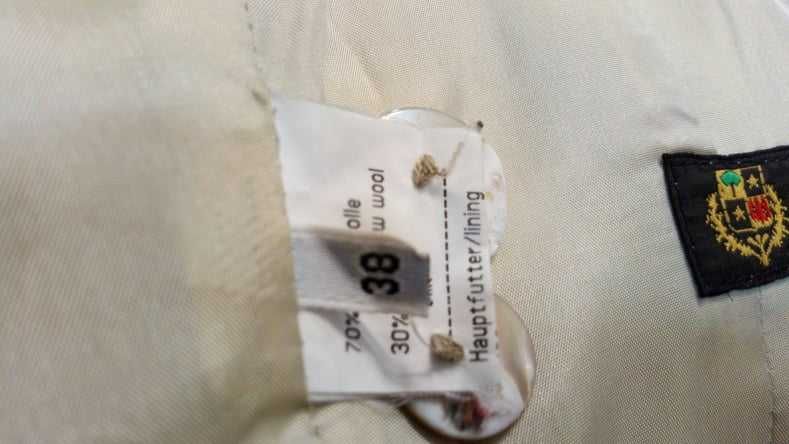 70% olle
30% w wool
38
Hauptfutter/lining